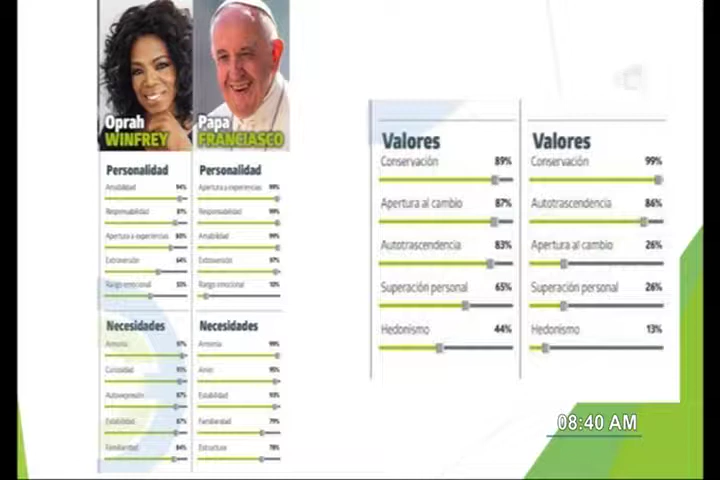 Oprah
WINFREY
Papa
FRANCIASCO
Personalidad
Amabilidad 94%
Responsabilidad
Apertura a experiencias
Extroversión 64%
Rango emocional
Personalidad
Apertura a experiencias 99%
Responsabilidad 99%
Amabilidad 99%
Extroversión 97%
Rango emocional 10%
Necesidades
Armonía 97%
Curiosidad
Autoexpresión 87%
Estabilidad 87%
Familiaridad 84%
Necesidades
Armonía 99%
Amor 95%
Estabilidad 93%
Familiaridad 79%
Estructura 78%
Valores
Conservación 89%
Apertura al cambio 87%
Autotrascendencia 83%
Superación personal 65%
Hedonismo 44%
Valores
Conservación 99%
Autotrascendencia 86%
Apertura al cambio 26%
Superación personal 26%
Hedonismo 13%
08:40 AM